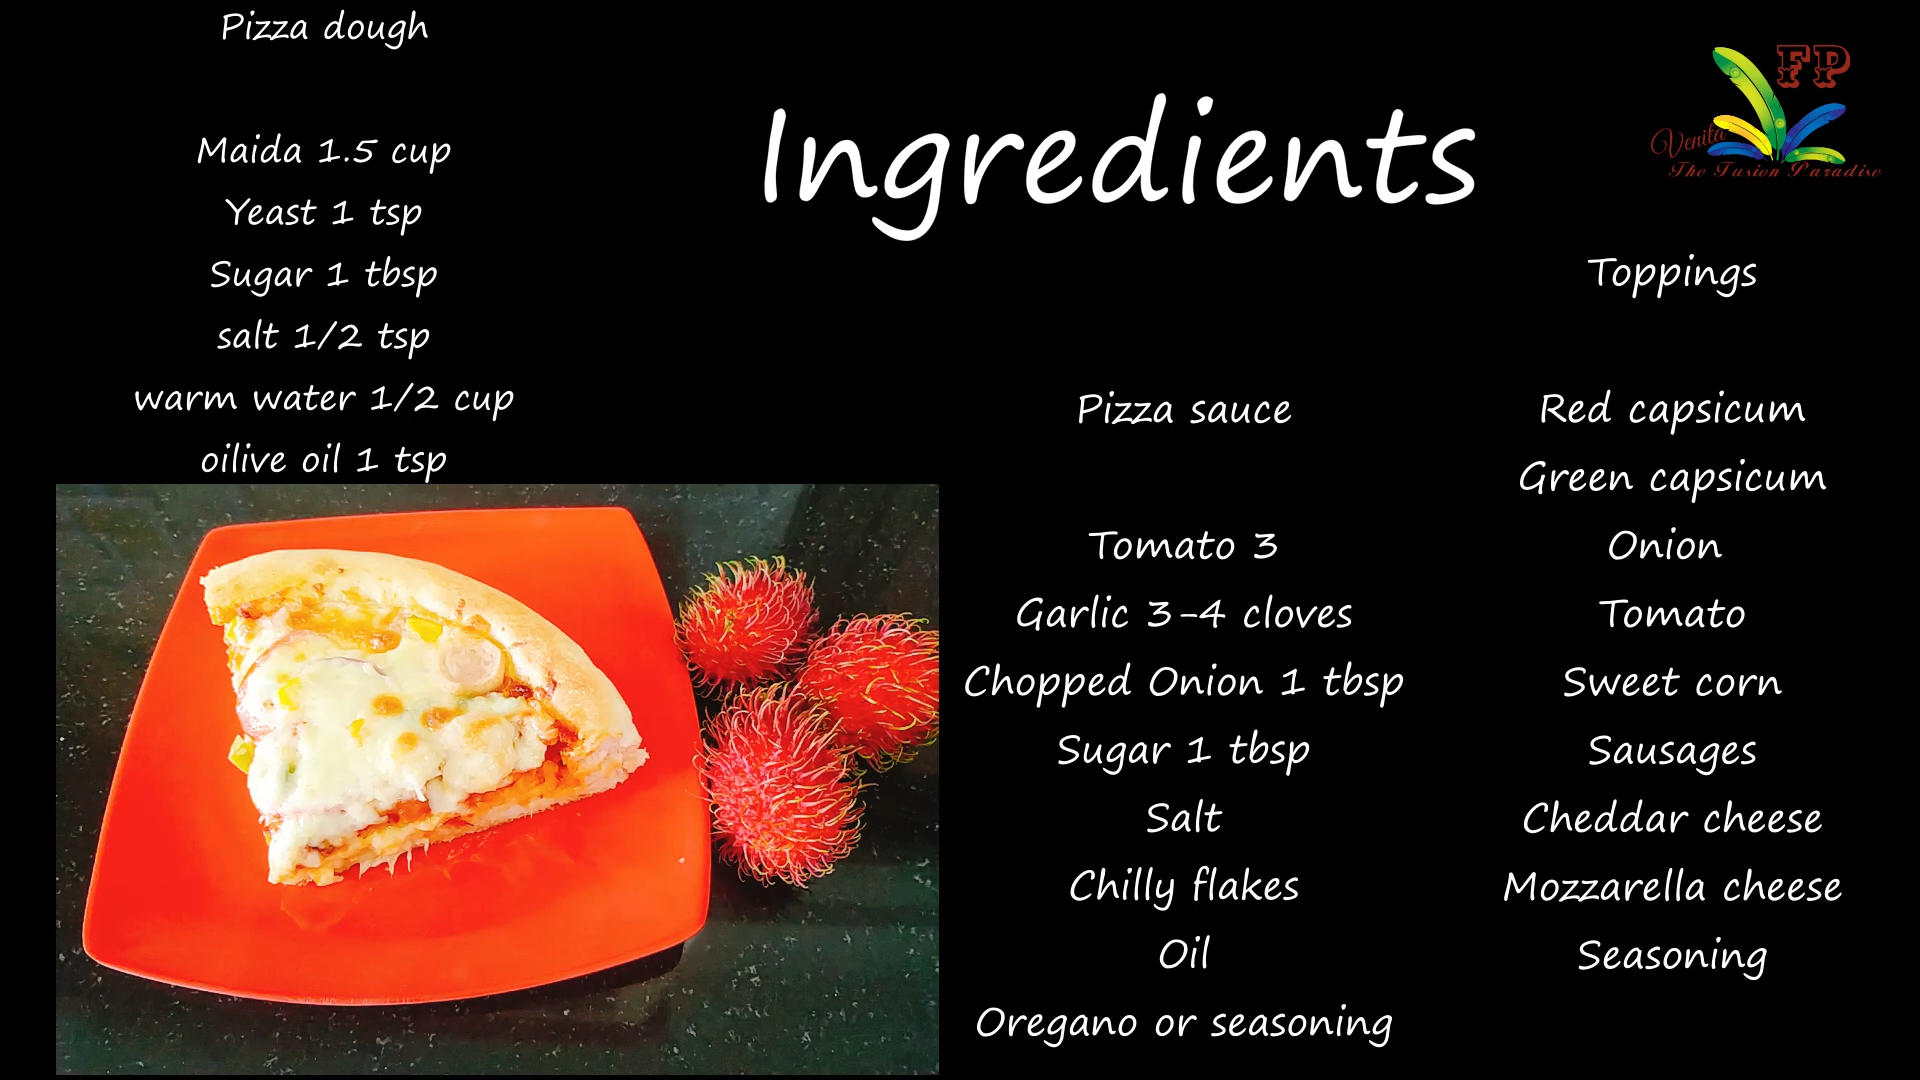 Pizza dough
Maida 1.5 cup
Yeast 1 tsp
Sugar 1 tbsp
salt 1/2 tsp
warm water 1/2 cup
oilive oil 1 tsp
Ingredients
FP
Venita
The Fusion Paradise
Pizza sauce
Tomato 3
Garlic 3-4 cloves
Chopped Onion 1 tbsp
Sugar 1 tbsp
Salt
Chilly flakes
Oil
Oregano or seasoning
Toppings
Red capsicum
Green capsicum
Onion
Tomato
Sweet corn
Sausages
Cheddar cheese
Mozzarella cheese
Seasoning